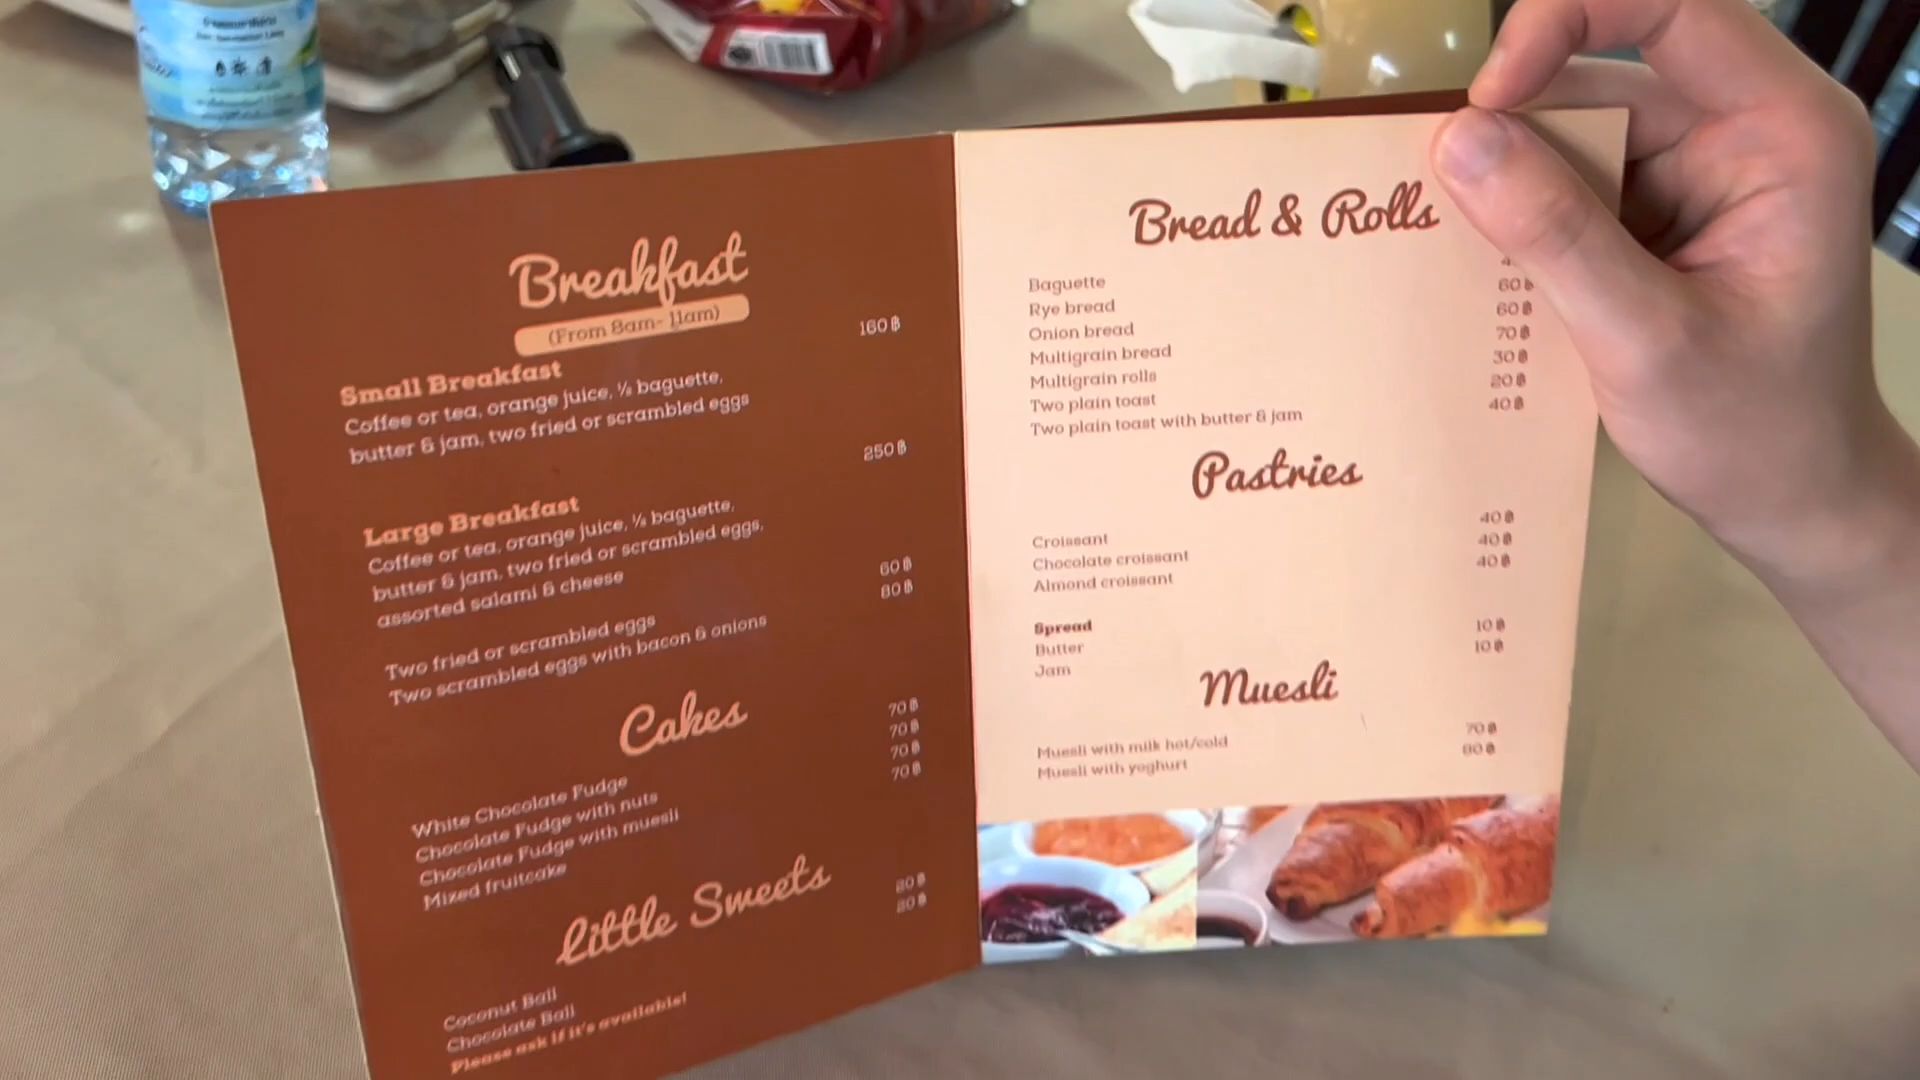 Breakfast
(From 8am- 11am)
Small Breakfast 160 ฿
Coffee or tea, orange juice, ½ baguette,
butter & jam, two fried or scrambled eggs
Large Breakfast 250 ฿
Coffee or tea, orange juice, ½ baguette,
butter & jam, two fried or scrambled eggs,
assorted salami & cheese
Two fried or scrambled eggs 60 ฿
Two scrambled eggs with bacon & onions 80 ฿
Cakes
White Chocolate Fudge 70 ฿
Chocolate Fudge with nuts 70 ฿
Chocolate Fudge with muesli 70 ฿
Mized fruitcake 70 ฿
Little Sweets
Coconut Ball 20 ฿
Chocolate Ball 20 ฿
Please ask if it's available!
Bread & Rolls
Baguette
Rye bread 60 ฿
Onion bread 60 ฿
Multigrain bread 70 ฿
Multigrain rolls 30 ฿
Two plain toast 20 ฿
Two plain toast with butter & jam 40 ฿
Pastries
Croissant 40 ฿
Chocolate croissant 40 ฿
Almond croissant 40 ฿
Spread
Butter 10 ฿
Jam 10 ฿
Muesli
Muesli with milk hot/cold 70 ฿
Muesli with yoghurt 80 ฿